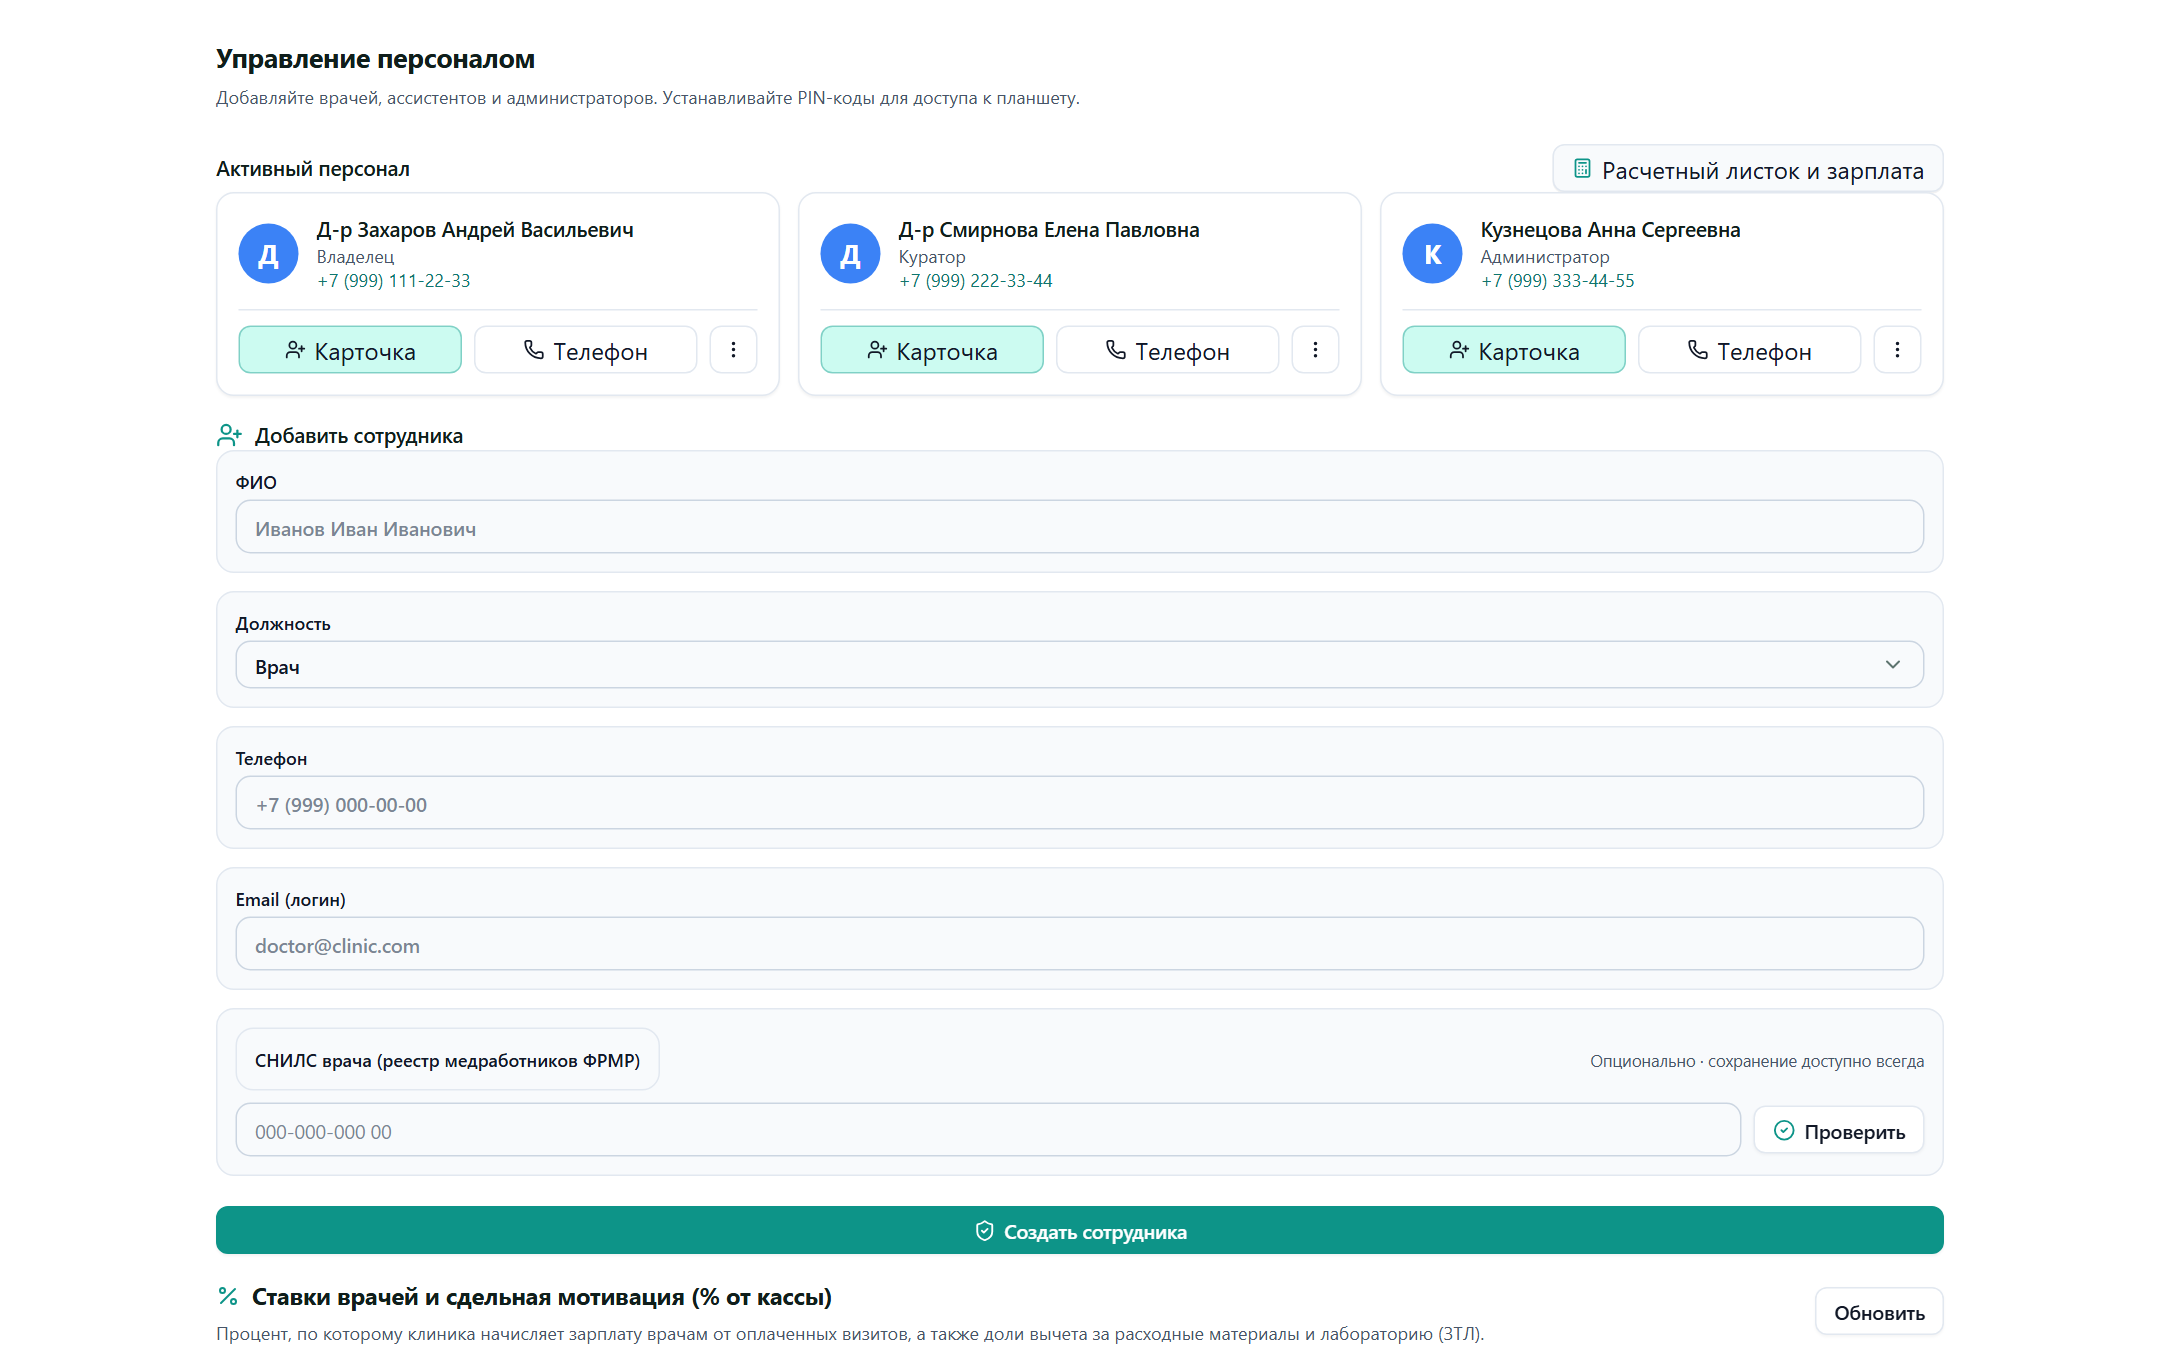 Управление персоналом
Добавляйте врачей, ассистентов и администраторов. Устанавливайте PIN-коды для доступа к планшету.
Активный персонал
Расчетный листок и зарплата
Д
Д-р Захаров Андрей Васильевич
Владелец
+7 (999) 111-22-33
Карточка
Телефон
Д
Д-р Смирнова Елена Павловна
Куратор
+7 (999) 222-33-44
Карточка
Телефон
К
Кузнецова Анна Сергеевна
Администратор
+7 (999) 333-44-55
Карточка
Телефон
Добавить сотрудника
ФИО
Иванов Иван Иванович
Должность
Врач
Телефон
+7 (999) 000-00-00
Email (логин)
doctor@clinic.com
СНИЛС врача (реестр медработников ФРМР)
Опционально · сохранение доступно всегда
000-000-000 00
Проверить
Создать сотрудника
Ставки врачей и сдельная мотивация (% от кассы)
Процент, по которому клиника начисляет зарплату врачам от оплаченных визитов, а также доли вычета за расходные материалы и лабораторию (ЗТЛ).
Обновить